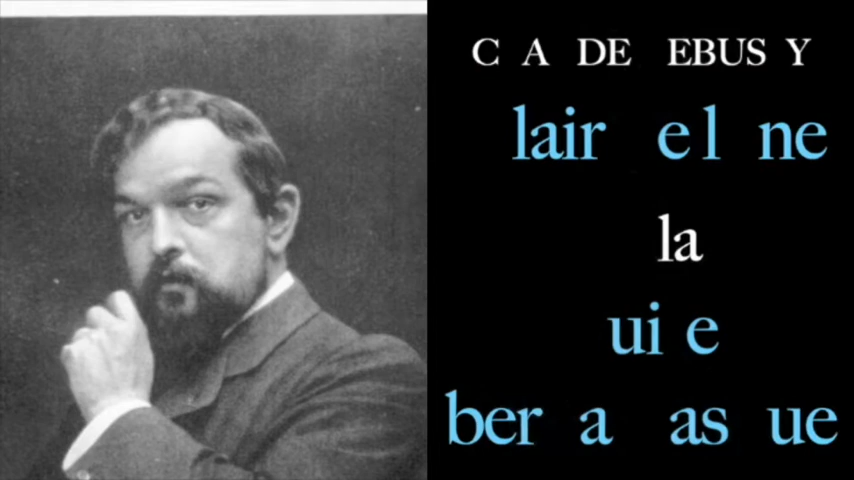 C A DE EBUS Y
lair e l ne
la
ui e
ber a as ue